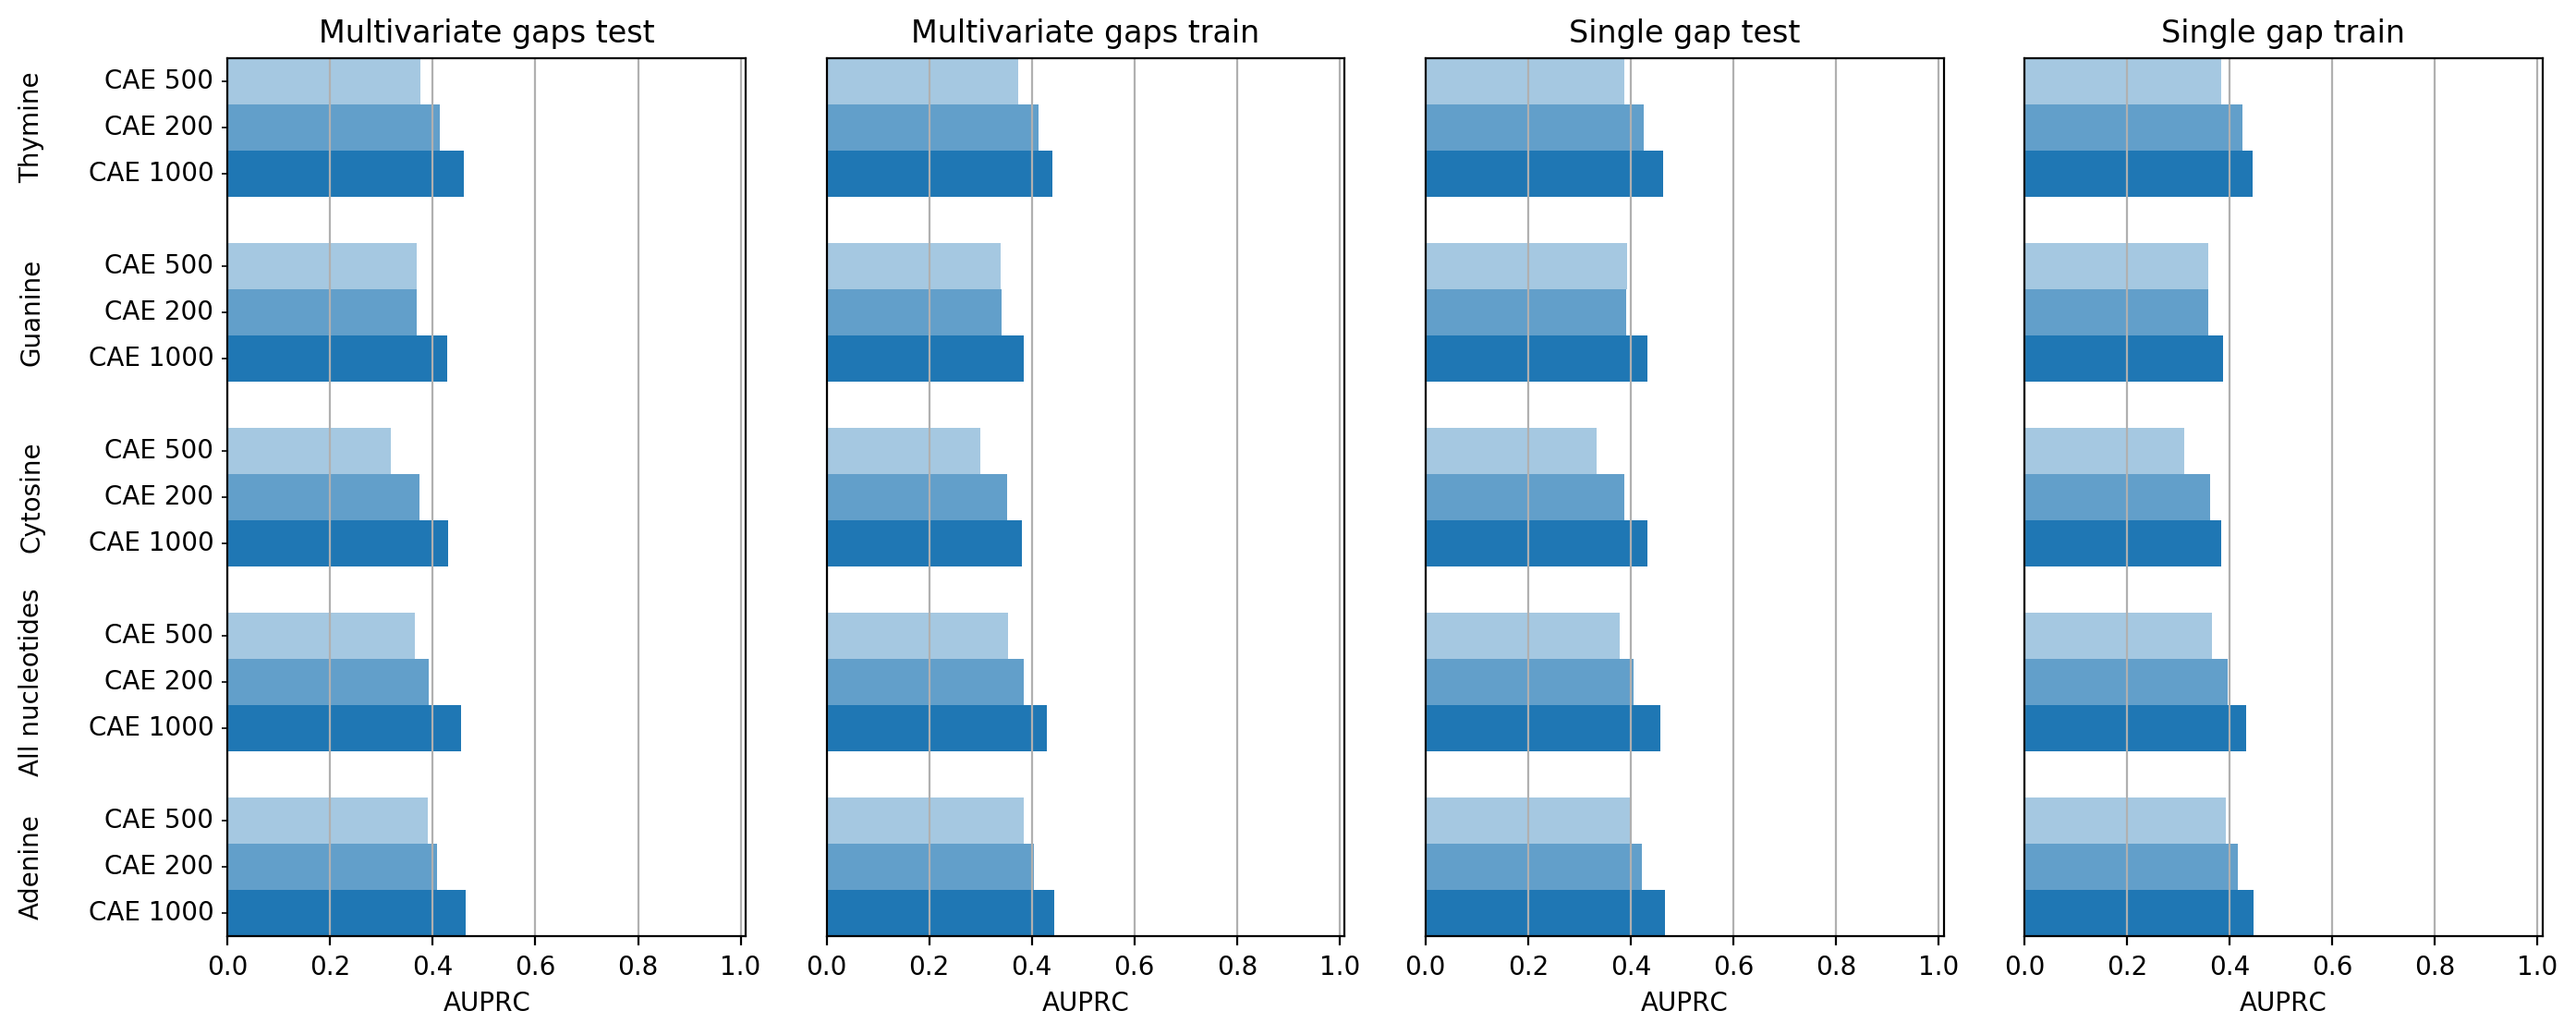 Multivariate gaps test
Multivariate gaps train
Single gap test
Single gap train
Thymine
CAE 500
CAE 200
CAE 1000
Guanine
CAE 500
CAE 200
CAE 1000
Cytosine
CAE 500
CAE 200
CAE 1000
All nucleotides
CAE 500
CAE 200
CAE 1000
Adenine
CAE 500
CAE 200
CAE 1000
0.0 0.2 0.4 0.6 0.8 1.0
0.0 0.2 0.4 0.6 0.8 1.0
0.0 0.2 0.4 0.6 0.8 1.0
0.0 0.2 0.4 0.6 0.8 1.0
AUPRC
AUPRC
AUPRC
AUPRC